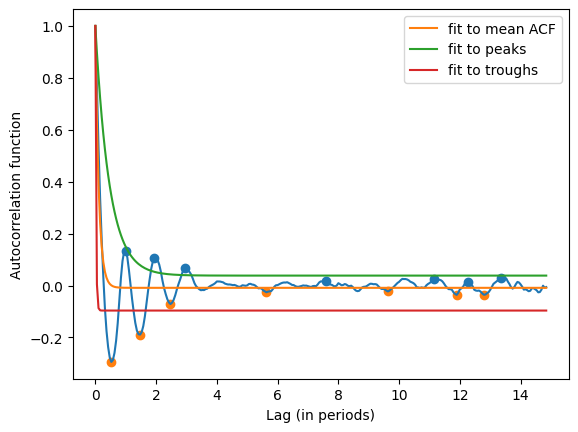 fit to mean ACF
fit to peaks
fit to troughs
1.0
0.8
0.6
0.4
0.2
0.0
−0.2
Autocorrelation function
0 2 4 6 8 10 12 14
Lag (in periods)